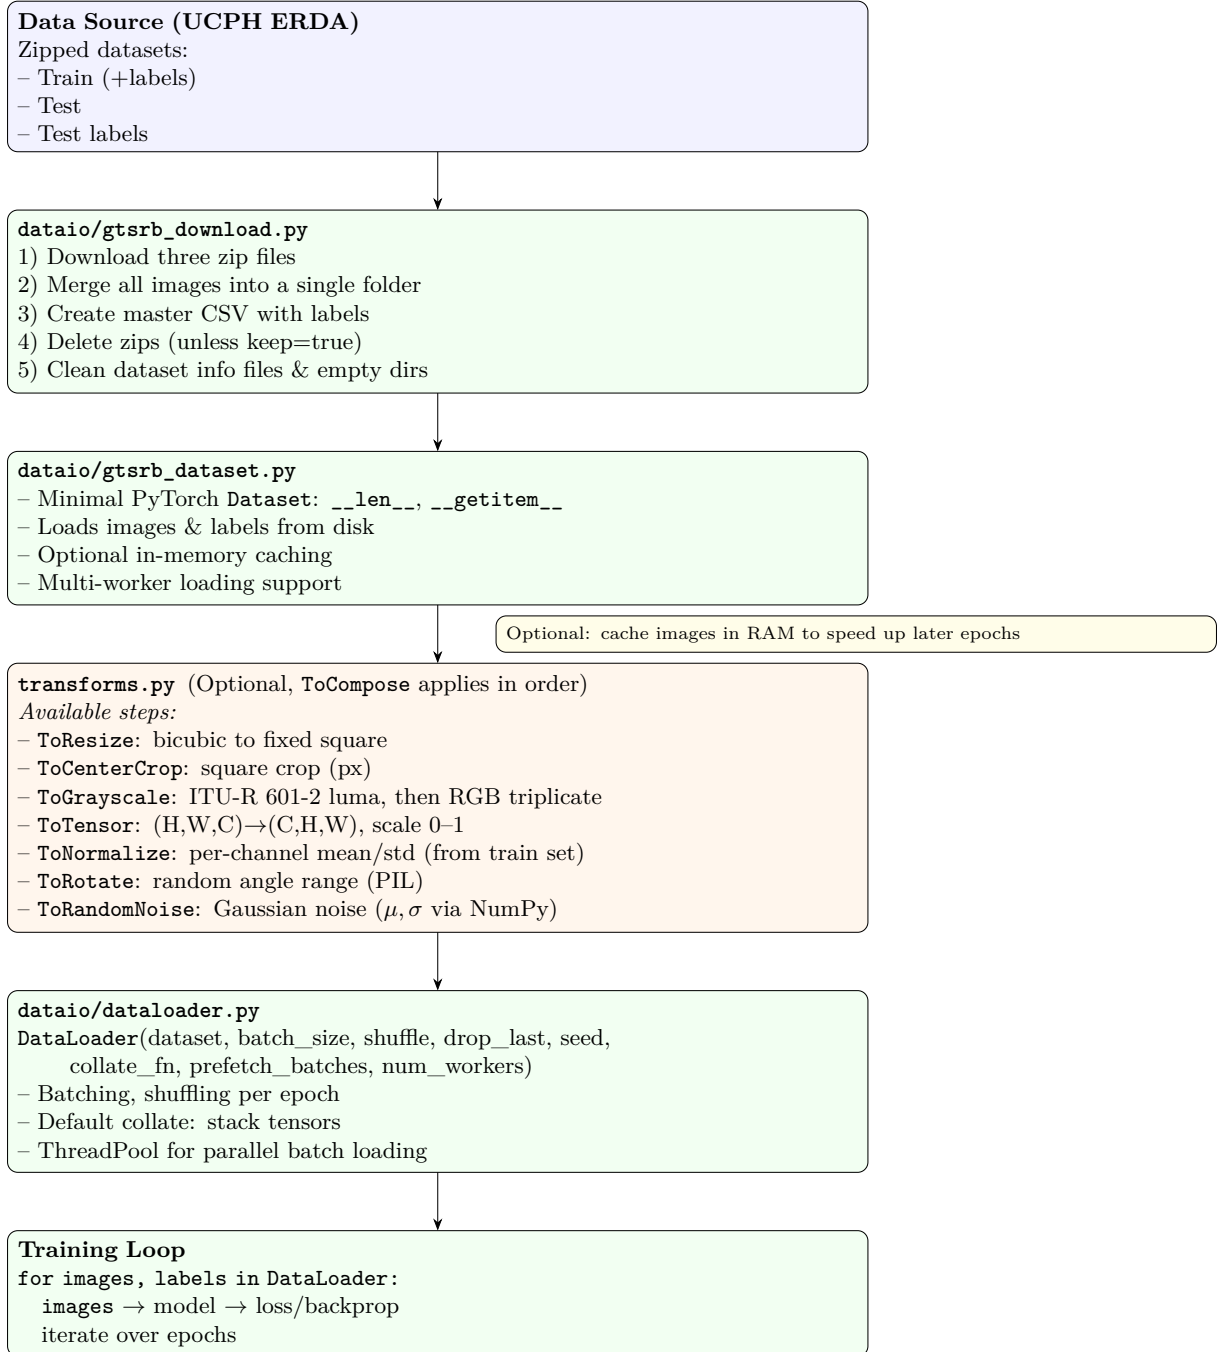 Data Source (UCPH ERDA)
Zipped datasets:
– Train (+labels)
– Test
– Test labels
dataio/gtsrb_download.py
1) Download three zip files
2) Merge all images into a single folder
3) Create master CSV with labels
4) Delete zips (unless keep=true)
5) Clean dataset info files & empty dirs
dataio/gtsrb_dataset.py
– Minimal PyTorch Dataset: __len__, __getitem__
– Loads images & labels from disk
– Optional in-memory caching
– Multi-worker loading support
Optional: cache images in RAM to speed up later epochs
transforms.py (Optional, ToCompose applies in order)
Available steps:
– ToResize: bicubic to fixed square
– ToCenterCrop: square crop (px)
– ToGrayscale: ITU-R 601-2 luma, then RGB triplicate
– ToTensor: (H,W,C)→(C,H,W), scale 0–1
– ToNormalize: per-channel mean/std (from train set)
– ToRotate: random angle range (PIL)
– ToRandomNoise: Gaussian noise (μ, σ via NumPy)
dataio/dataloader.py
DataLoader(dataset, batch_size, shuffle, drop_last, seed,
collate_fn, prefetch_batches, num_workers)
– Batching, shuffling per epoch
– Default collate: stack tensors
– ThreadPool for parallel batch loading
Training Loop
for images, labels in DataLoader:
images → model → loss/backprop
iterate over epochs